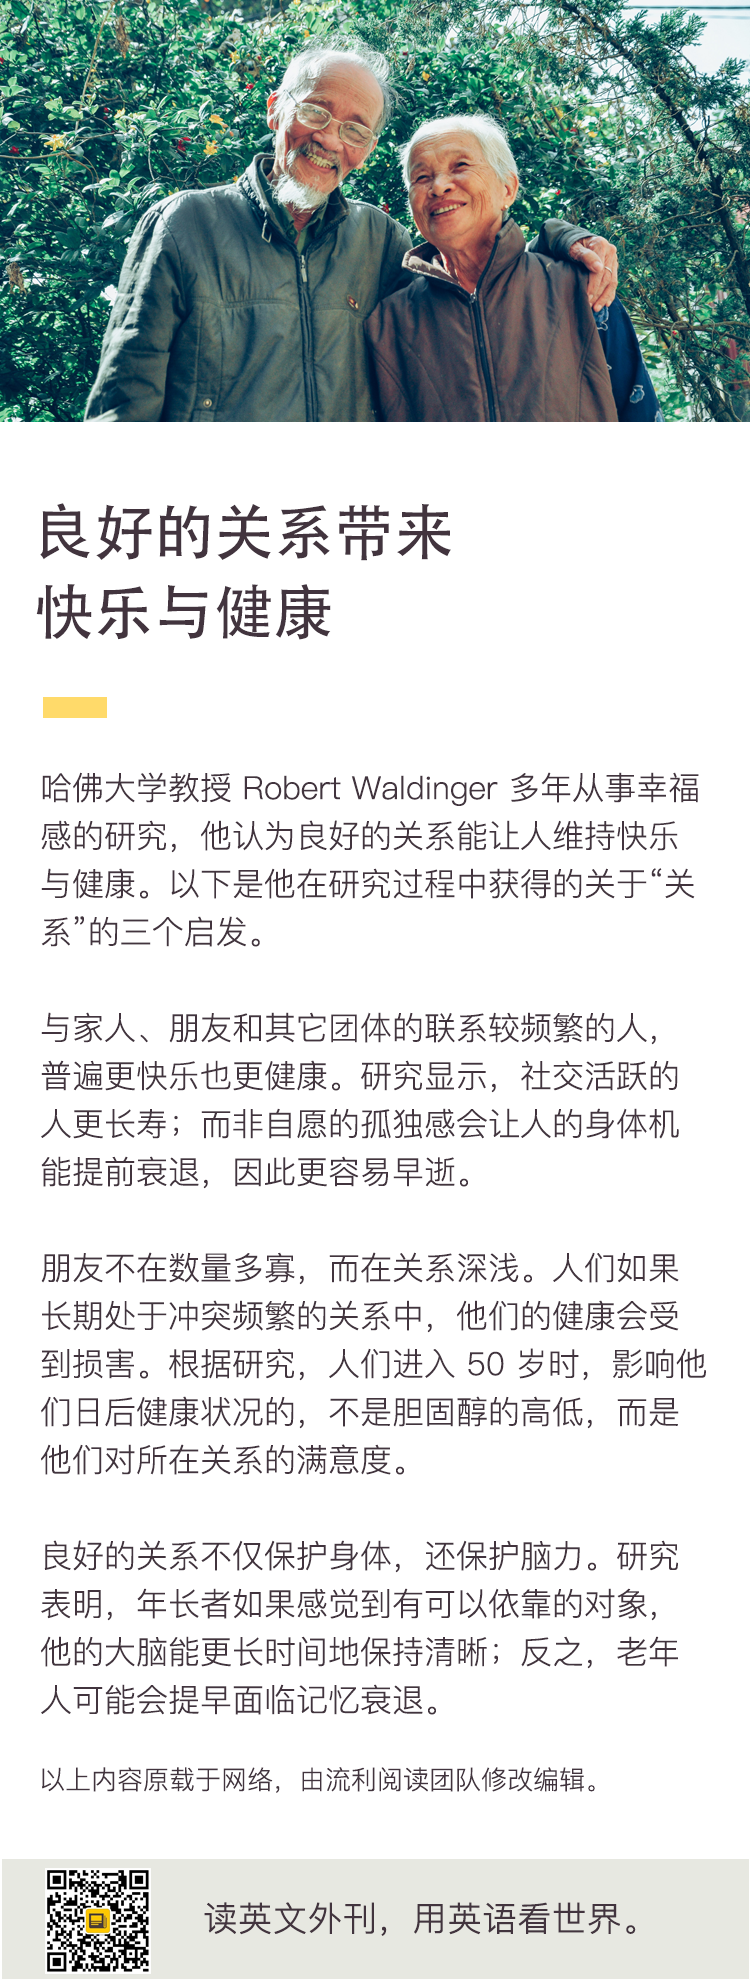 良好的关系带来
快乐与健康
哈佛大学教授 Robert Waldinger 多年从事幸福
感的研究，他认为良好的关系能让人维持快乐
与健康。以下是他在研究过程中获得的关于“关
系”的三个启发。
与家人、朋友和其它团体的联系较频繁的人，
普遍更快乐也更健康。研究显示，社交活跃的
人更长寿；而非自愿的孤独感会让人的身体机
能提前衰退，因此更容易早逝。
朋友不在数量多寡，而在关系深浅。人们如果
长期处于冲突频繁的关系中，他们的健康会受
到损害。根据研究，人们进入 50 岁时，影响他
们日后健康状况的，不是胆固醇的高低，而是
他们对所在关系的满意度。
良好的关系不仅保护身体，还保护脑力。研究
表明，年长者如果感觉到有可以依靠的对象，
他的大脑能更长时间地保持清晰；反之，老年
人可能会提早面临记忆衰退。
以上内容原载于网络，由流利阅读团队修改编辑。
读英文外刊，用英语看世界。